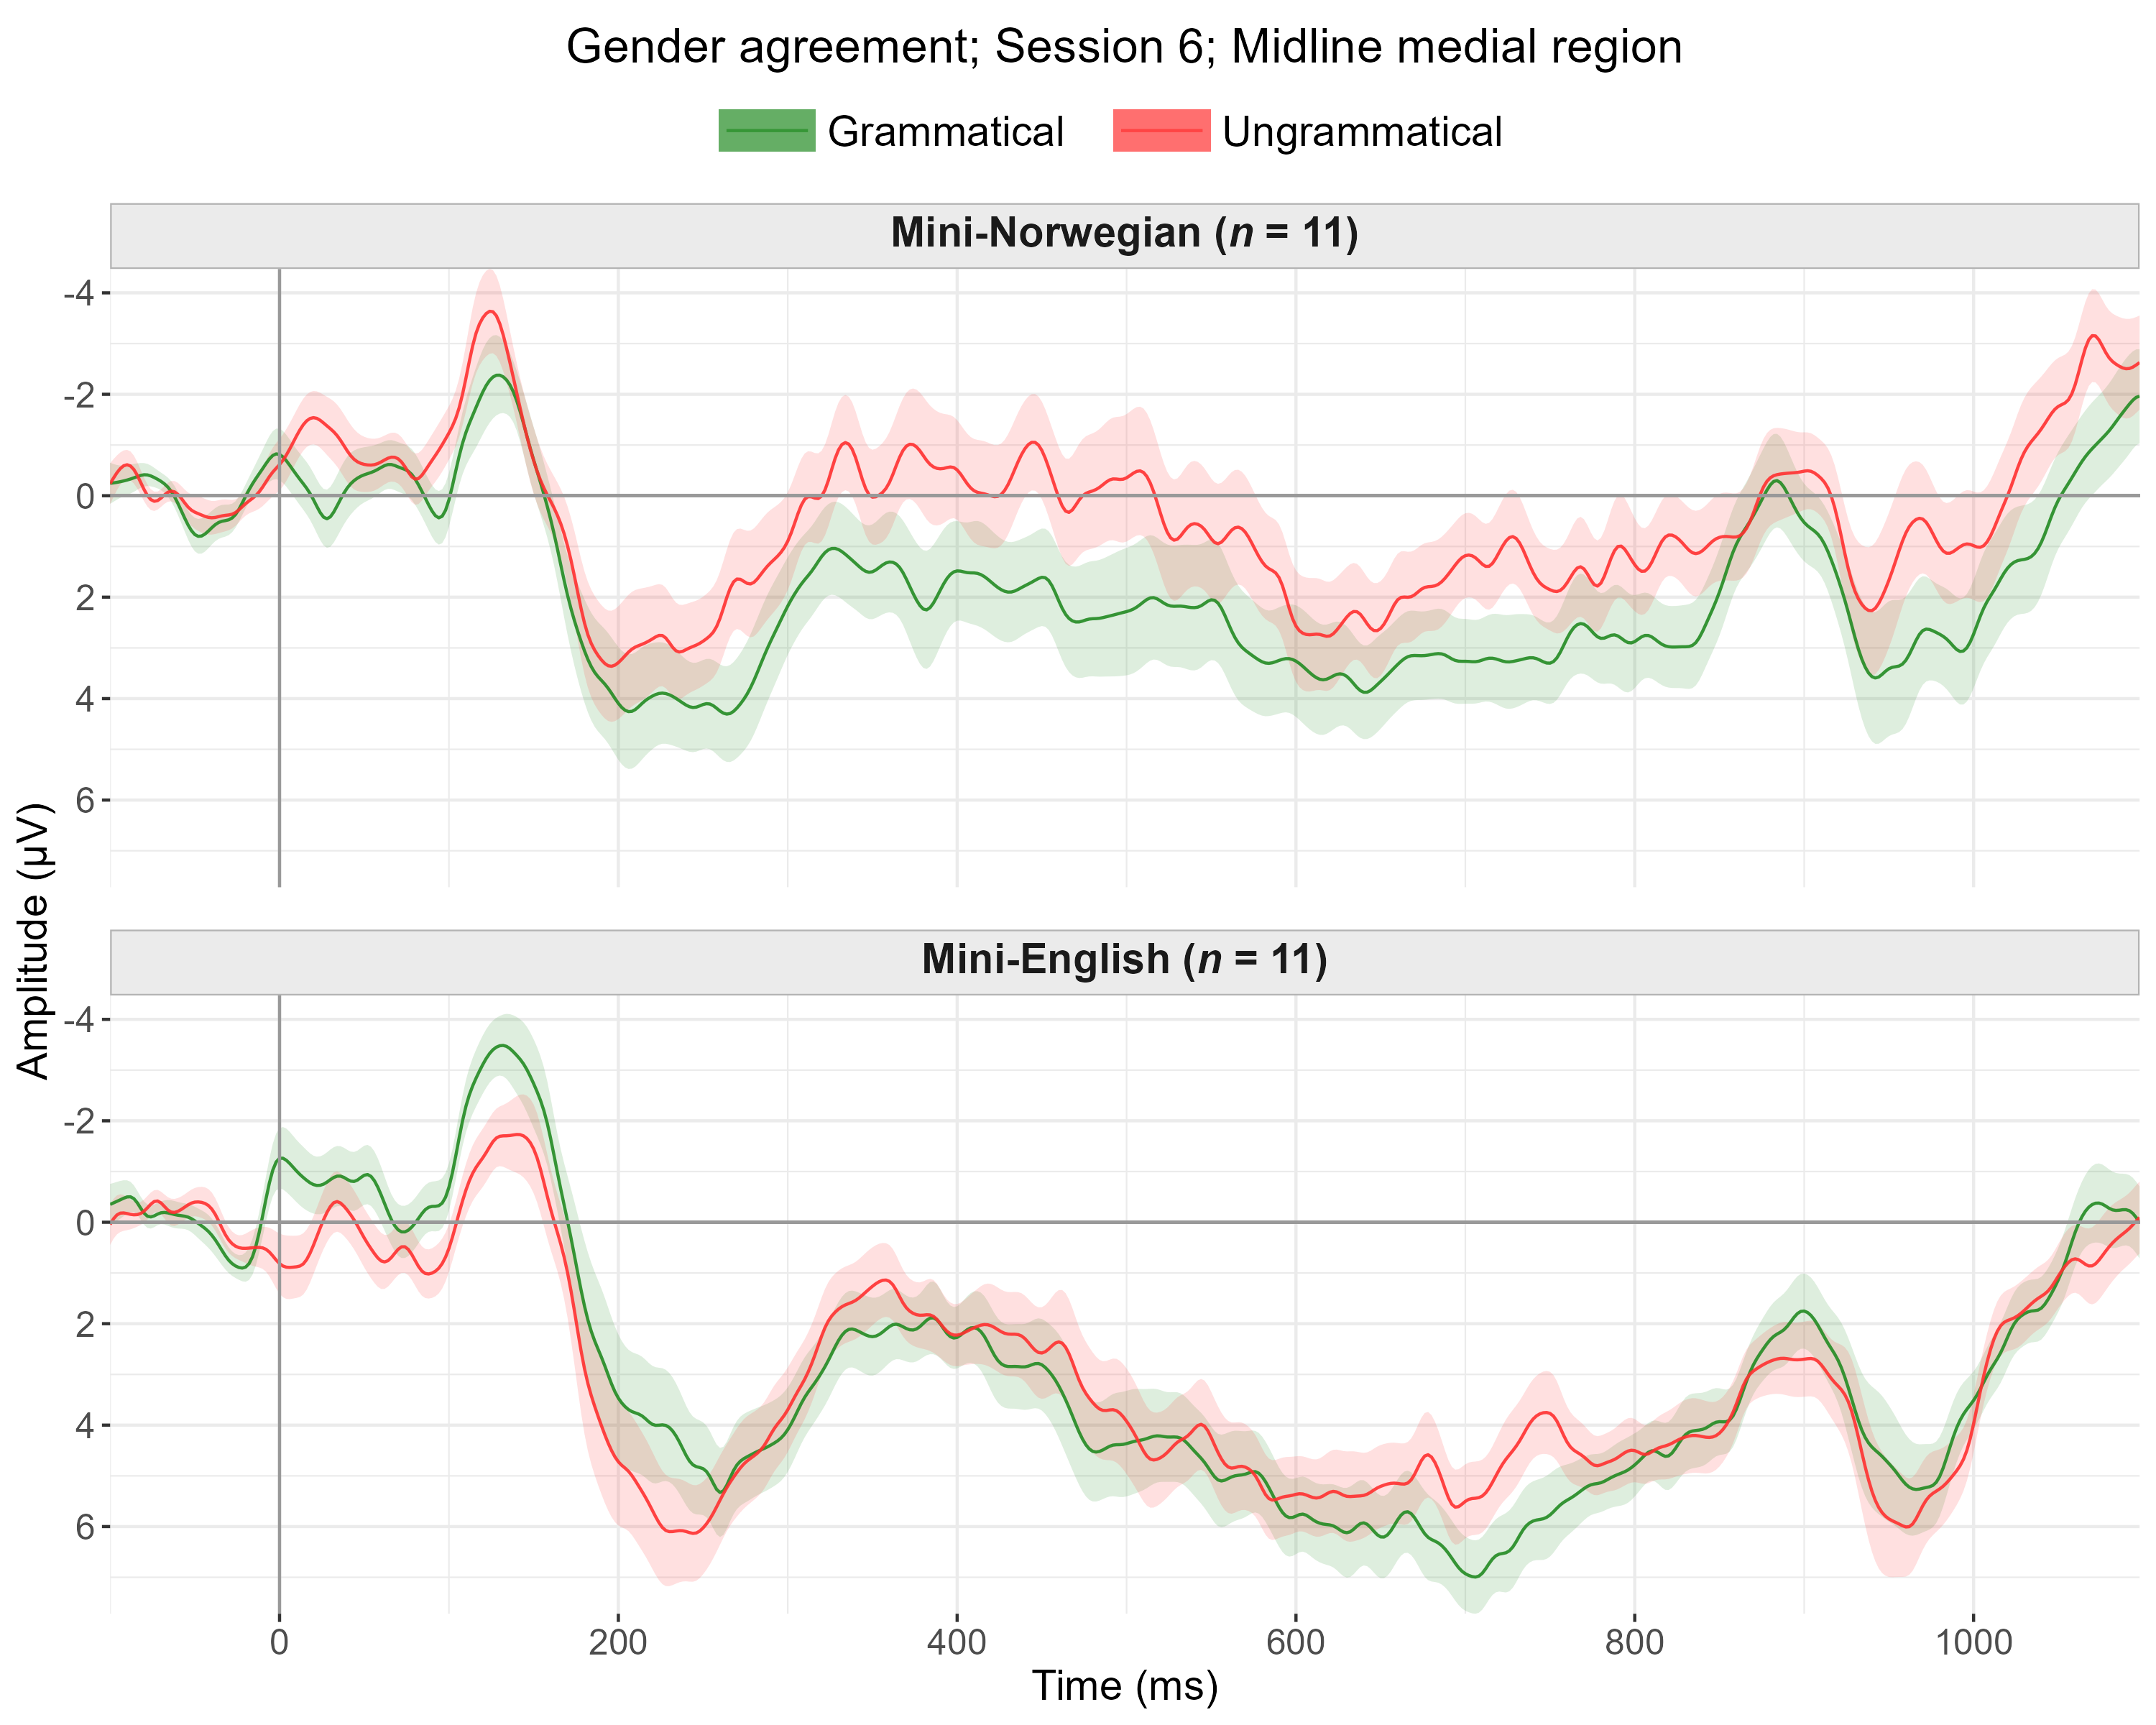 Gender agreement; Session 6; Midline medial region
Grammatical Ungrammatical
Mini-Norwegian (n = 11)
-4
-2
0
2
4
6
Mini-English (n = 11)
-4
-2
0
2
4
6
Amplitude (µV)
0 200 400 600 800 1000
Time (ms)